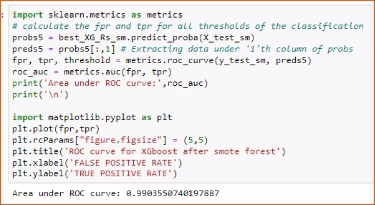 import sklearn.metrics as metrics
# calculate the fpr and tpr for all thresholds of the classification
probs5 = best_XG_Rs_sm.predict_proba(X_test_sm)
preds5 = probs5[:,1] # Extracting data under '1'th column of probs
fpr, tpr, threshold = metrics.roc_curve(y_test_sm, preds5)
roc_auc = metrics.auc(fpr, tpr)
print('Area under ROC curve:',roc_auc)
print('\n')
import matplotlib.pyplot as plt
plt.plot(fpr,tpr)
plt.rcParams["figure.figsize"] = (5,5)
plt.title('ROC curve for XGboost after smote forest')
plt.xlabel('FALSE POSITIVE RATE')
plt.ylabel('TRUE POSITIVE RATE')
Area under ROC curve: 0.9903550740197887